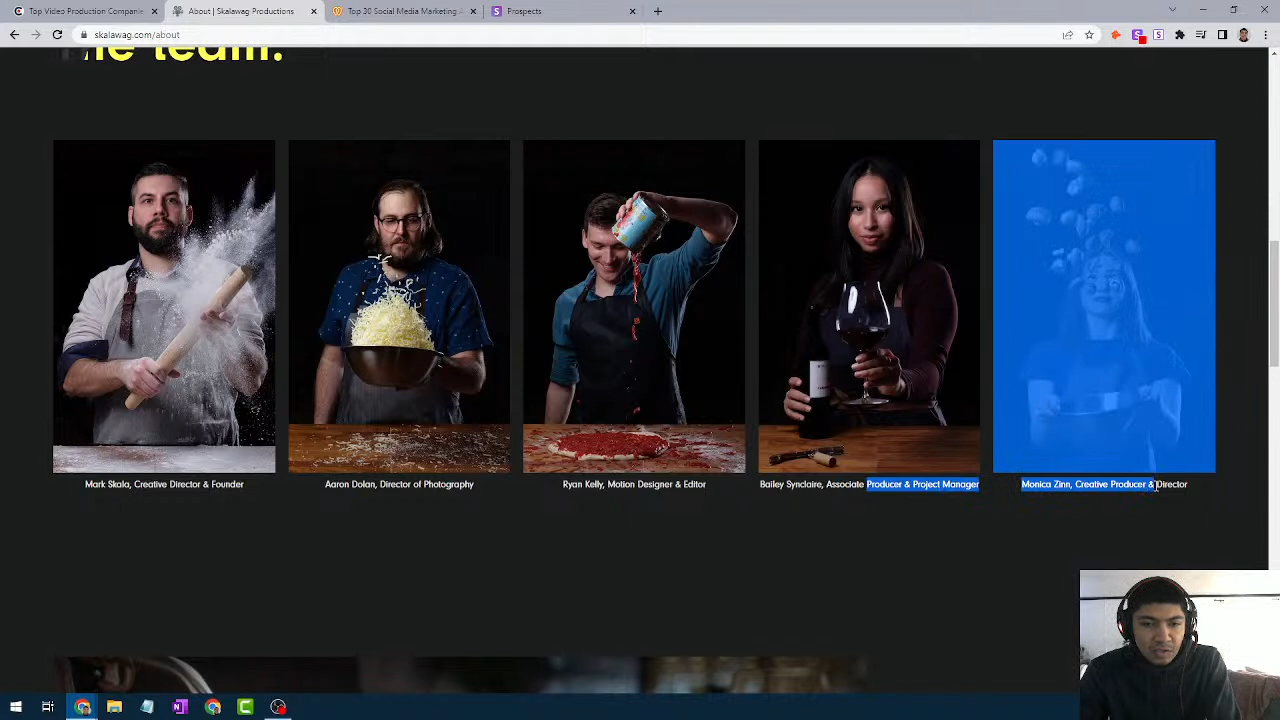 Top Video Production Companie
About | Skalawag Productions
Top 30 Social Media Marketing A
Prospects
skalawag.com/about
the team.
Mark Skala, Creative Director & Founder
Aaron Dolan, Director of Photography
Ryan Kelly, Motion Designer & Editor
Bailey Synclaire, Associate Producer & Project Manager
Monica Zinn, Creative Producer & Director